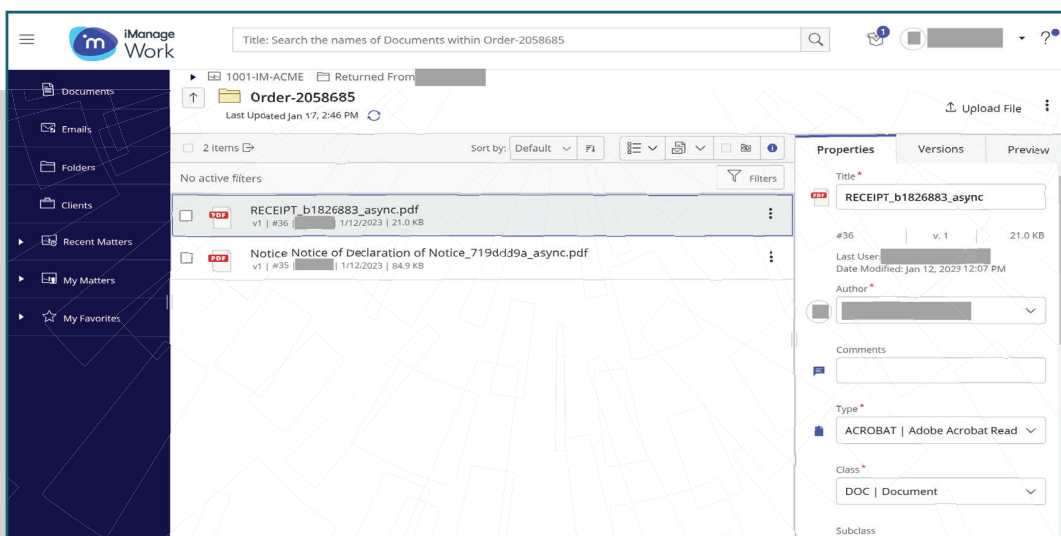 iManage
Work
Title: Search the names of Documents within Order-2058685
1
?
1001-IM-ACME Returned From
Order-2058685
Last Updated Jan 17, 2:46 PM
Upload File
Documents
Emails
Folders
Clients
Recent Matters
My Matters
My Favorites
2 items
Sort by: Default
No active filters
Filters
RECEIPT_b1826883_async.pdf
v1 | #36 | 1/12/2023 | 21.0 KB
Notice Notice of Declaration of Notice_719ddd9a_async.pdf
v1 | #35 | 1/12/2023 | 84.9 KB
Properties Versions Preview
Title*
PDF
RECEIPT_b1826883_async
#36 v. 1 21.0 KB
Last User:
Date Modified: Jan 12, 2023 12:07 PM
Author*
Comments
Type*
ACROBAT | Adobe Acrobat Read
Class*
DOC | Document
Subclass